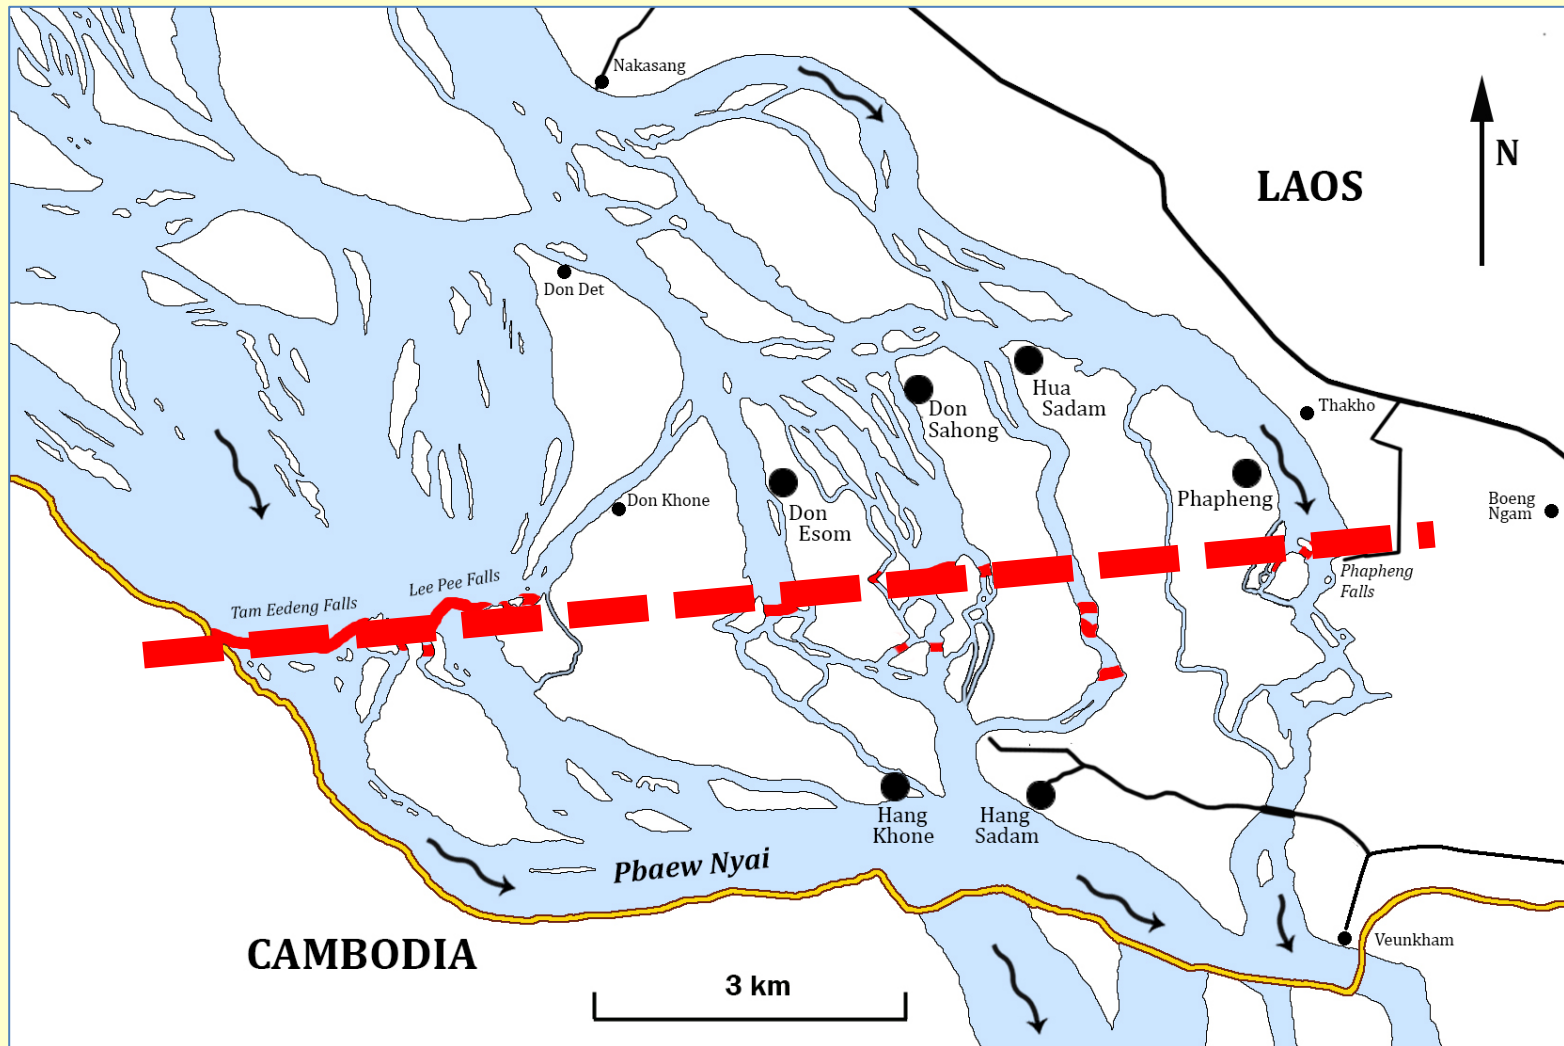 Nakasang
N
LAOS
Don Det
Hua
Sadam
Don
Sahong
Thakho
Phapheng
Boeng
Ngam
Don Khone
Don
Esom
Phapheng
Falls
Lee Pee Falls
Tam Eedeng Falls
Hang
Khone
Hang
Sadam
Pbaew Nyai
CAMBODIA
Veunkham
3 km